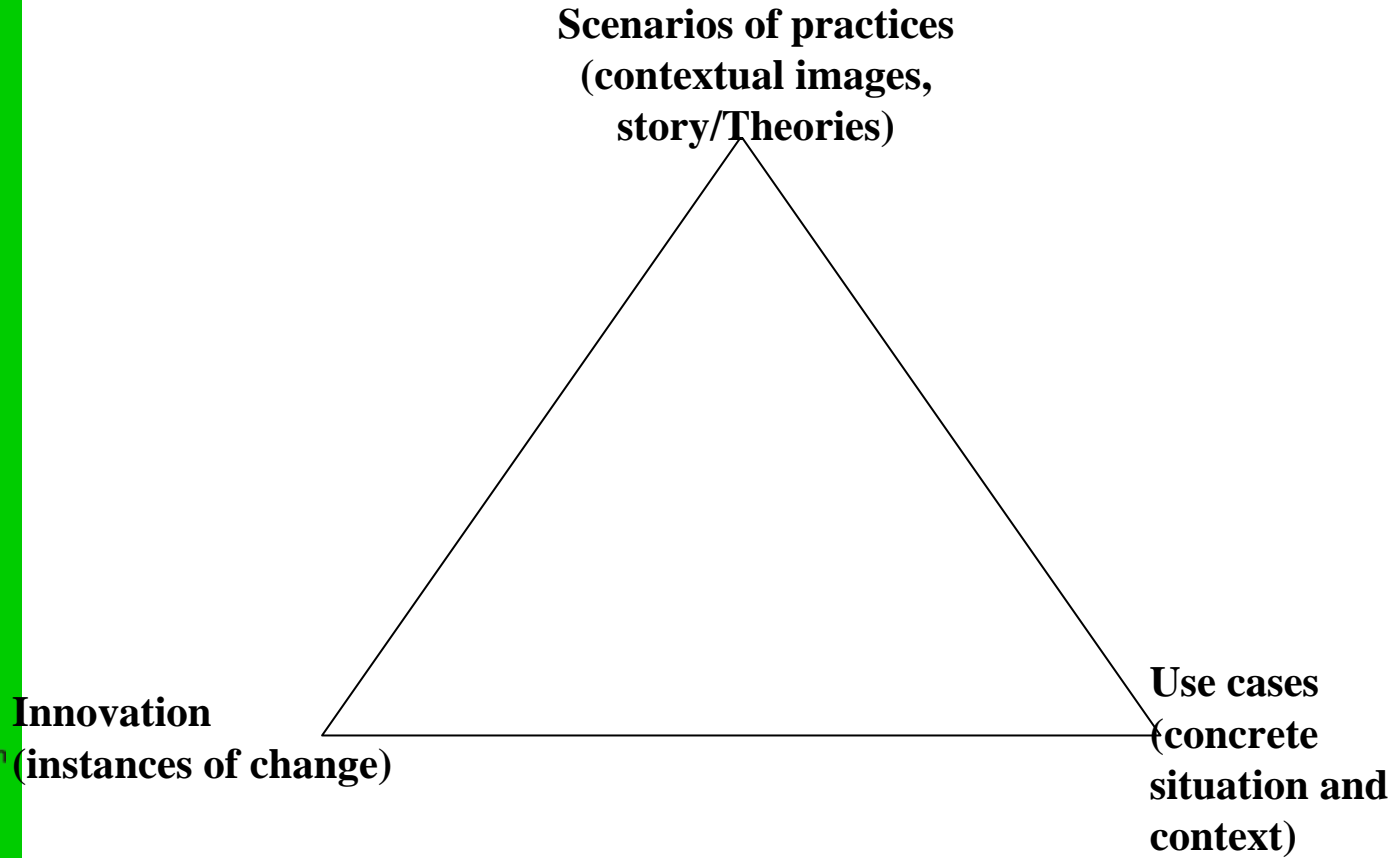 Scenarios of practices
(contextual images,
story/Theories)
Innovation
(instances of change)
Use cases
(concrete
situation and
context)